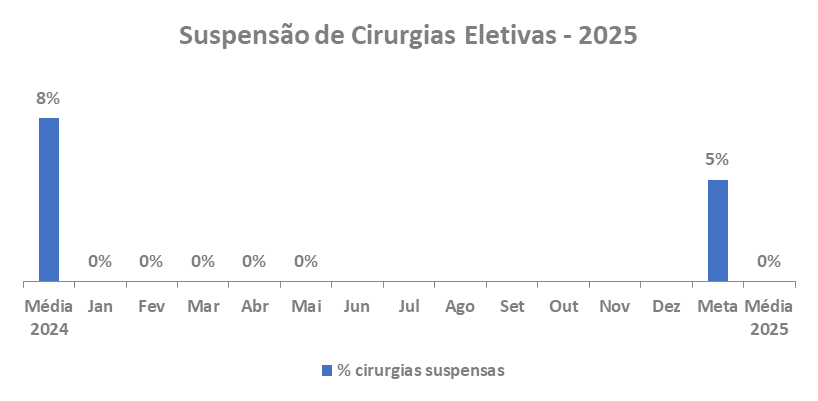 Suspensão de Cirurgias Eletivas - 2025
8%
0%
0%
0%
0%
0%
5%
0%
Média 2024
Jan
Fev
Mar
Abr
Mai
Jun
Jul
Ago
Set
Out
Nov
Dez
Meta
Média 2025
% cirurgias suspensas